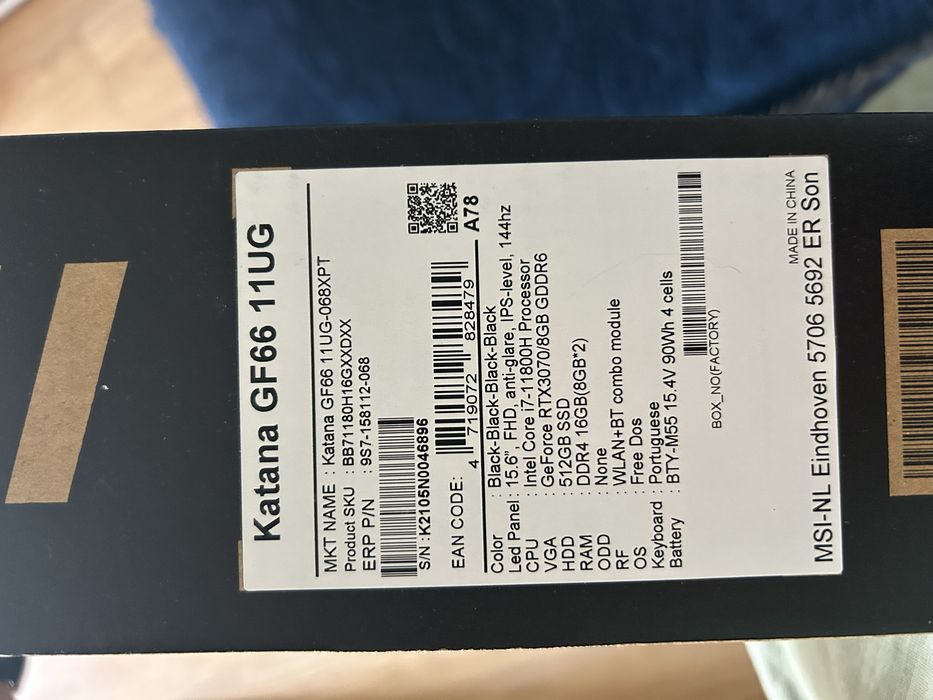 Katana GF66 11UG
MKT NAME : Katana GF66 11UG-068XPT
Product SKU : BB71180H16GXXDXX
ERP P/N : 9S7-158112-068
S/N : K2105N0046896
EAN CODE: 4 719072 828479
A78
Color : Black-Black-Black-Black
Led Panel : 15.6", FHD, anti-glare, IPS-level, 144hz
CPU : Intel Core i7-11800H Processor
VGA : GeForce RTX3070/8GB GDDR6
HDD : 512GB SSD
RAM : DDR4 16GB(8GB*2)
ODD : None
RF : WLAN+BT combo module
OS : Free Dos
Keyboard : Portuguese
Battery : BTY-M55 15.4V 90Wh 4 cells
BOX_NO(FACTORY)
MADE IN CHINA
MSI-NL Eindhoven 5706 5692 ER Son